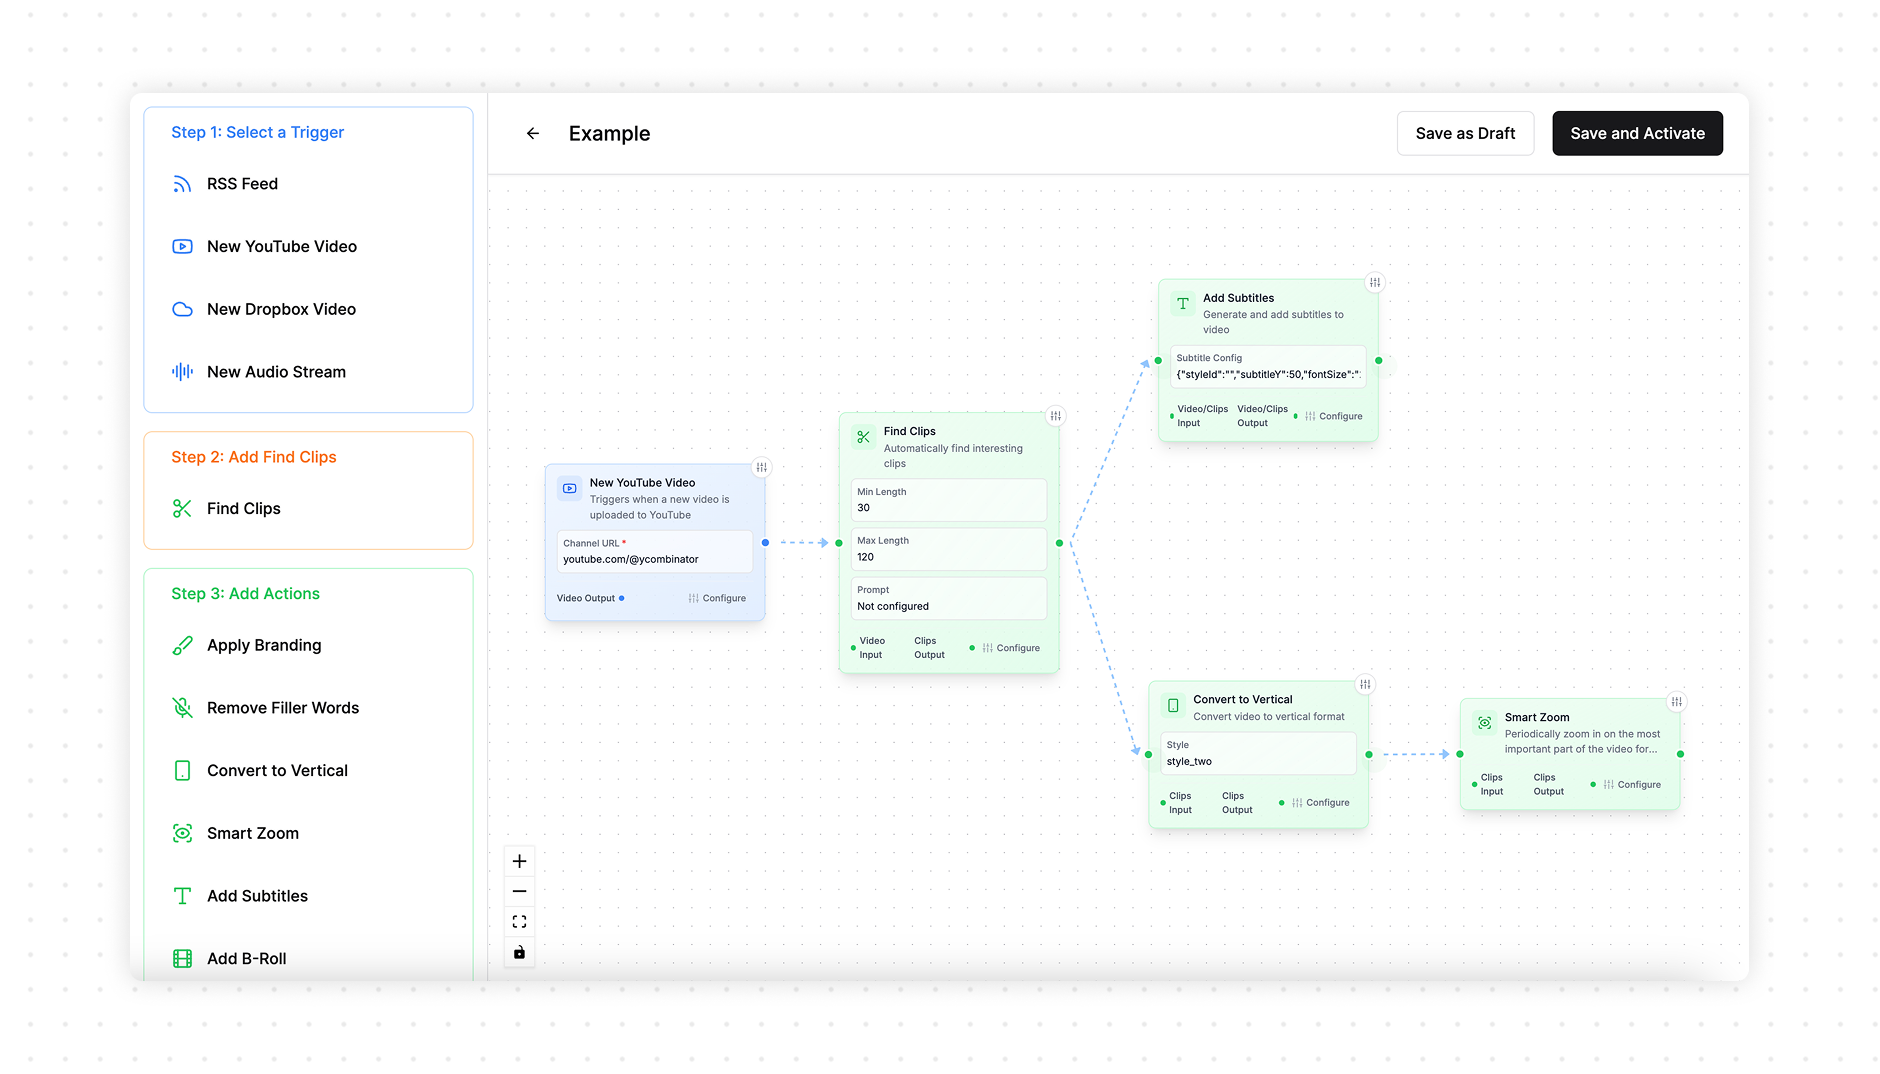 Step 1: Select a Trigger
RSS Feed
New YouTube Video
New Dropbox Video
New Audio Stream
Step 2: Add Find Clips
Find Clips
Step 3: Add Actions
Apply Branding
Remove Filler Words
Convert to Vertical
Smart Zoom
Add Subtitles
Add B-Roll
Example
Save as Draft
Save and Activate
New YouTube Video
Triggers when a new video is
uploaded to YouTube
Channel URL *
youtube.com/@ycombinator
Video Output
Configure
Find Clips
Automatically find interesting
clips
Min Length
30
Max Length
120
Prompt
Not configured
Video
Input
Clips
Output
Configure
Add Subtitles
Generate and add subtitles to
video
Subtitle Config
{"styleId":"","subtitleY":50,"fontSize":"
Video/Clips
Input
Video/Clips
Output
Configure
Convert to Vertical
Convert video to vertical format
Style
style_two
Clips
Input
Clips
Output
Configure
Smart Zoom
Periodically zoom in on the most
important part of the video for...
Clips
Input
Clips
Output
Configure